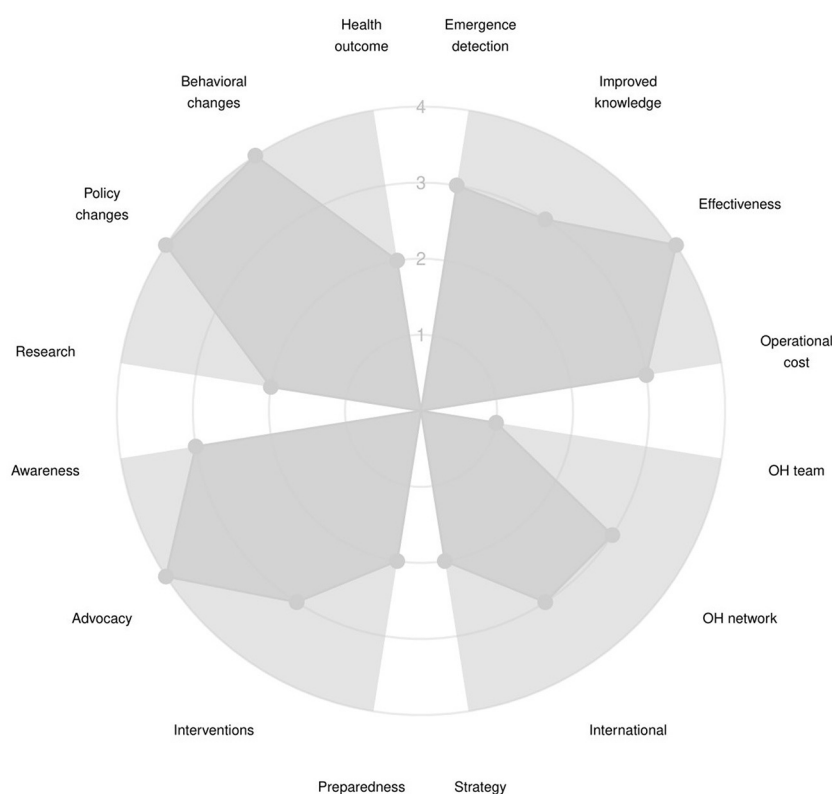 Health
outcome
Emergence
detection
Behavioral
changes
Improved
knowledge
4
3
Policy
changes
Effectiveness
2
1
Research
Operational
cost
Awareness
OH team
Advocacy
OH network
Interventions
International
Preparedness
Strategy